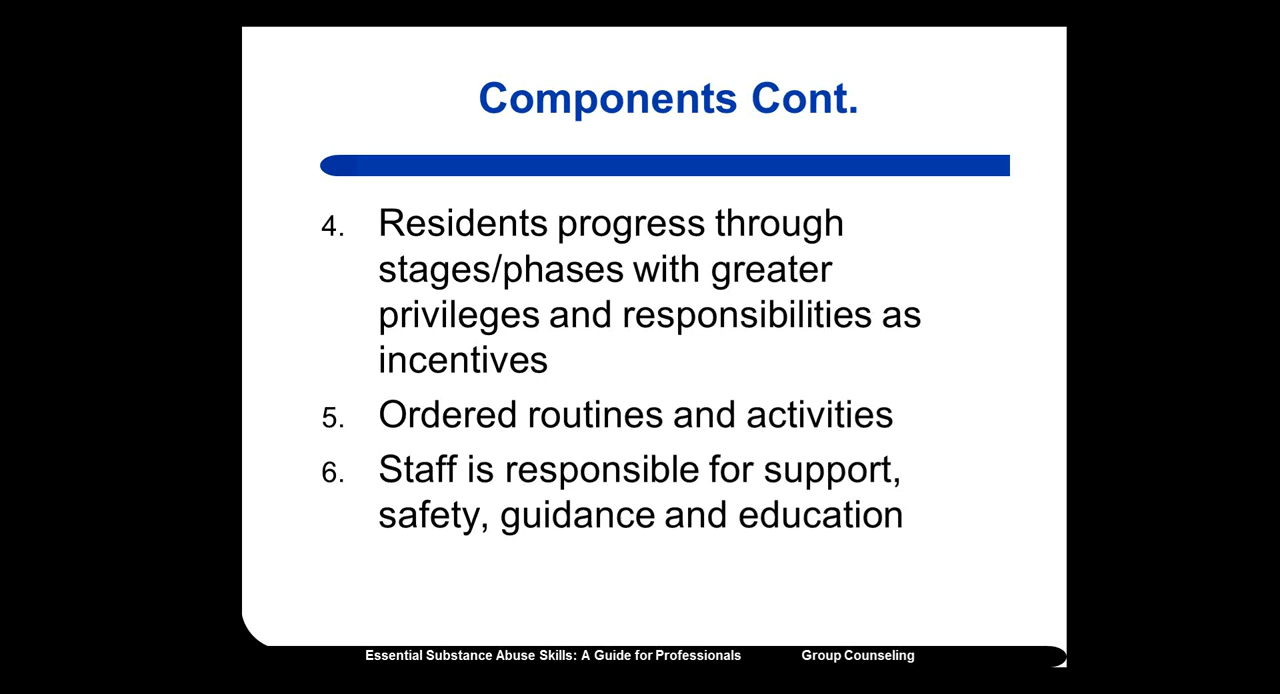 Components Cont.
4. Residents progress through
stages/phases with greater
privileges and responsibilities as
incentives
5. Ordered routines and activities
6. Staff is responsible for support,
safety, guidance and education
Essential Substance Abuse Skills: A Guide for Professionals Group Counseling